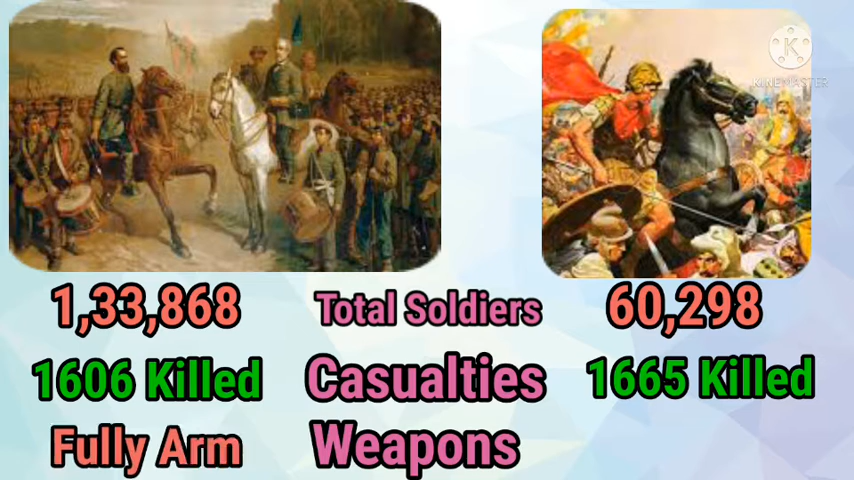 K
KINEMASTER
1,33,868 Total Soldiers 60,298
1606 Killed Casualties 1665 Killed
Fully Arm Weapons